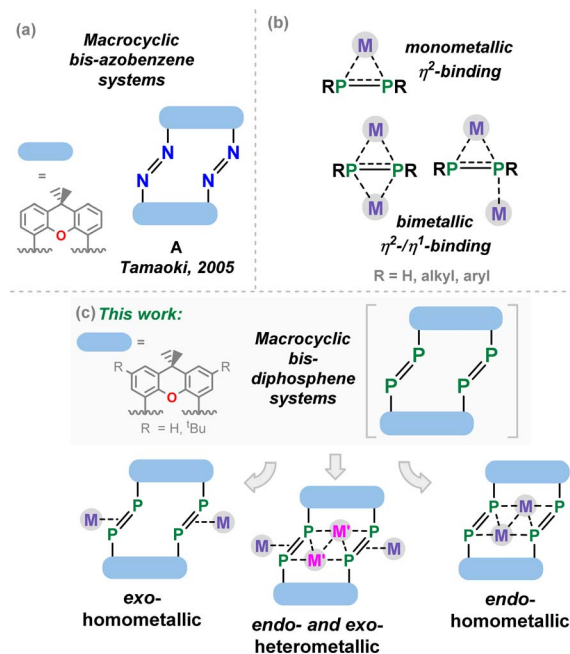 (a)
Macrocyclic
bis-azobenzene
systems
=
O
N
N
N
N
A
Tamaoki, 2005
(b)
M
RP
PR
monometallic
η²-binding
M
RP
PR
M
M
RP
PR
M
bimetallic
η²-/η¹-binding
R = H, alkyl, aryl
(c) This work:
=
R
R
O
R = H, ᵗBu
Macrocyclic
bis-
diphosphene
systems
P
P
P
P
M
P
P
P
P
M
exo-
homometallic
M
P
M'
P
M'
P
P
M
endo- and exo-
heterometallic
P
M
P
P
M
P
endo-
homometallic